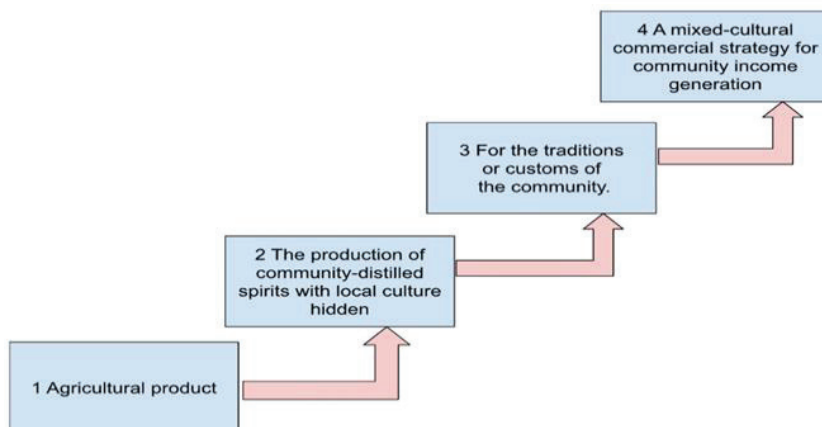 4 A mixed-cultural
commercial strategy for
community income
generation
3 For the traditions
or customs of
the community.
2 The production of
community-distilled
spirits with local culture
hidden
1 Agricultural product